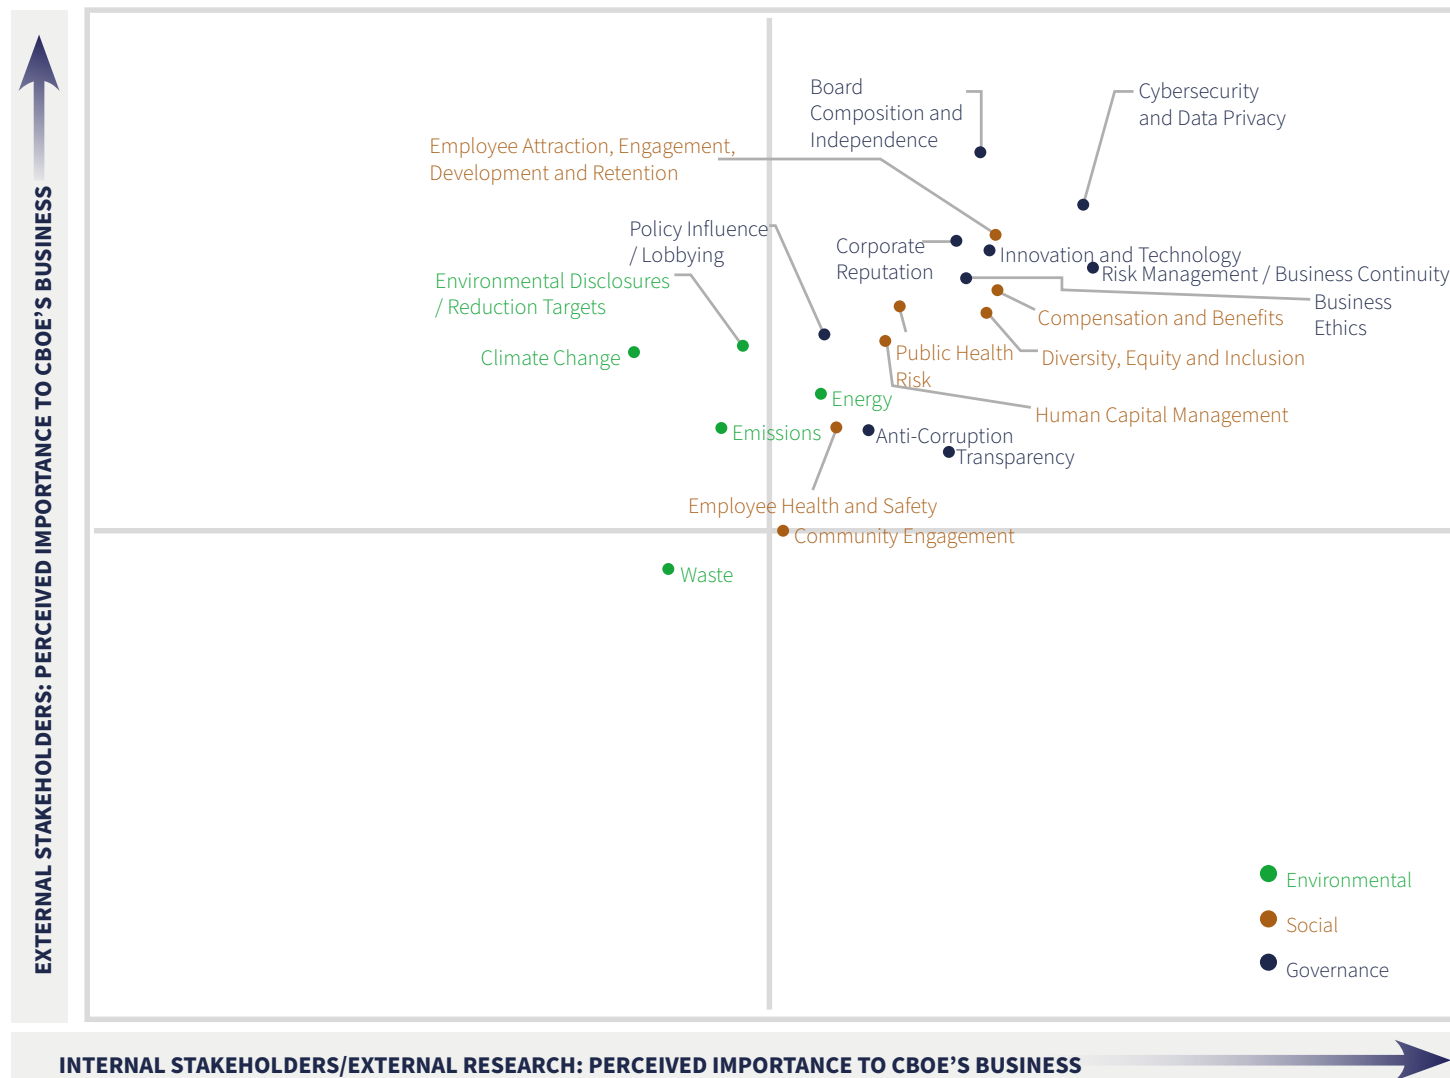 EXTERNAL STAKEHOLDERS: PERCEIVED IMPORTANCE TO CBOE'S BUSINESS
Board
Composition and
Independence
Cybersecurity
and Data Privacy
Employee Attraction, Engagement,
Development and Retention
Policy Influence
/ Lobbying
Corporate
Reputation
Innovation and Technology
Risk Management / Business Continuity
Environmental Disclosures
/ Reduction Targets
Business
Ethics
Compensation and Benefits
Climate Change
Public Health
Risk
Diversity, Equity and Inclusion
Energy
Human Capital Management
Emissions
Anti-Corruption
Transparency
Employee Health and Safety
Community Engagement
Waste
Environmental
Social
Governance
INTERNAL STAKEHOLDERS/EXTERNAL RESEARCH: PERCEIVED IMPORTANCE TO CBOE'S BUSINESS